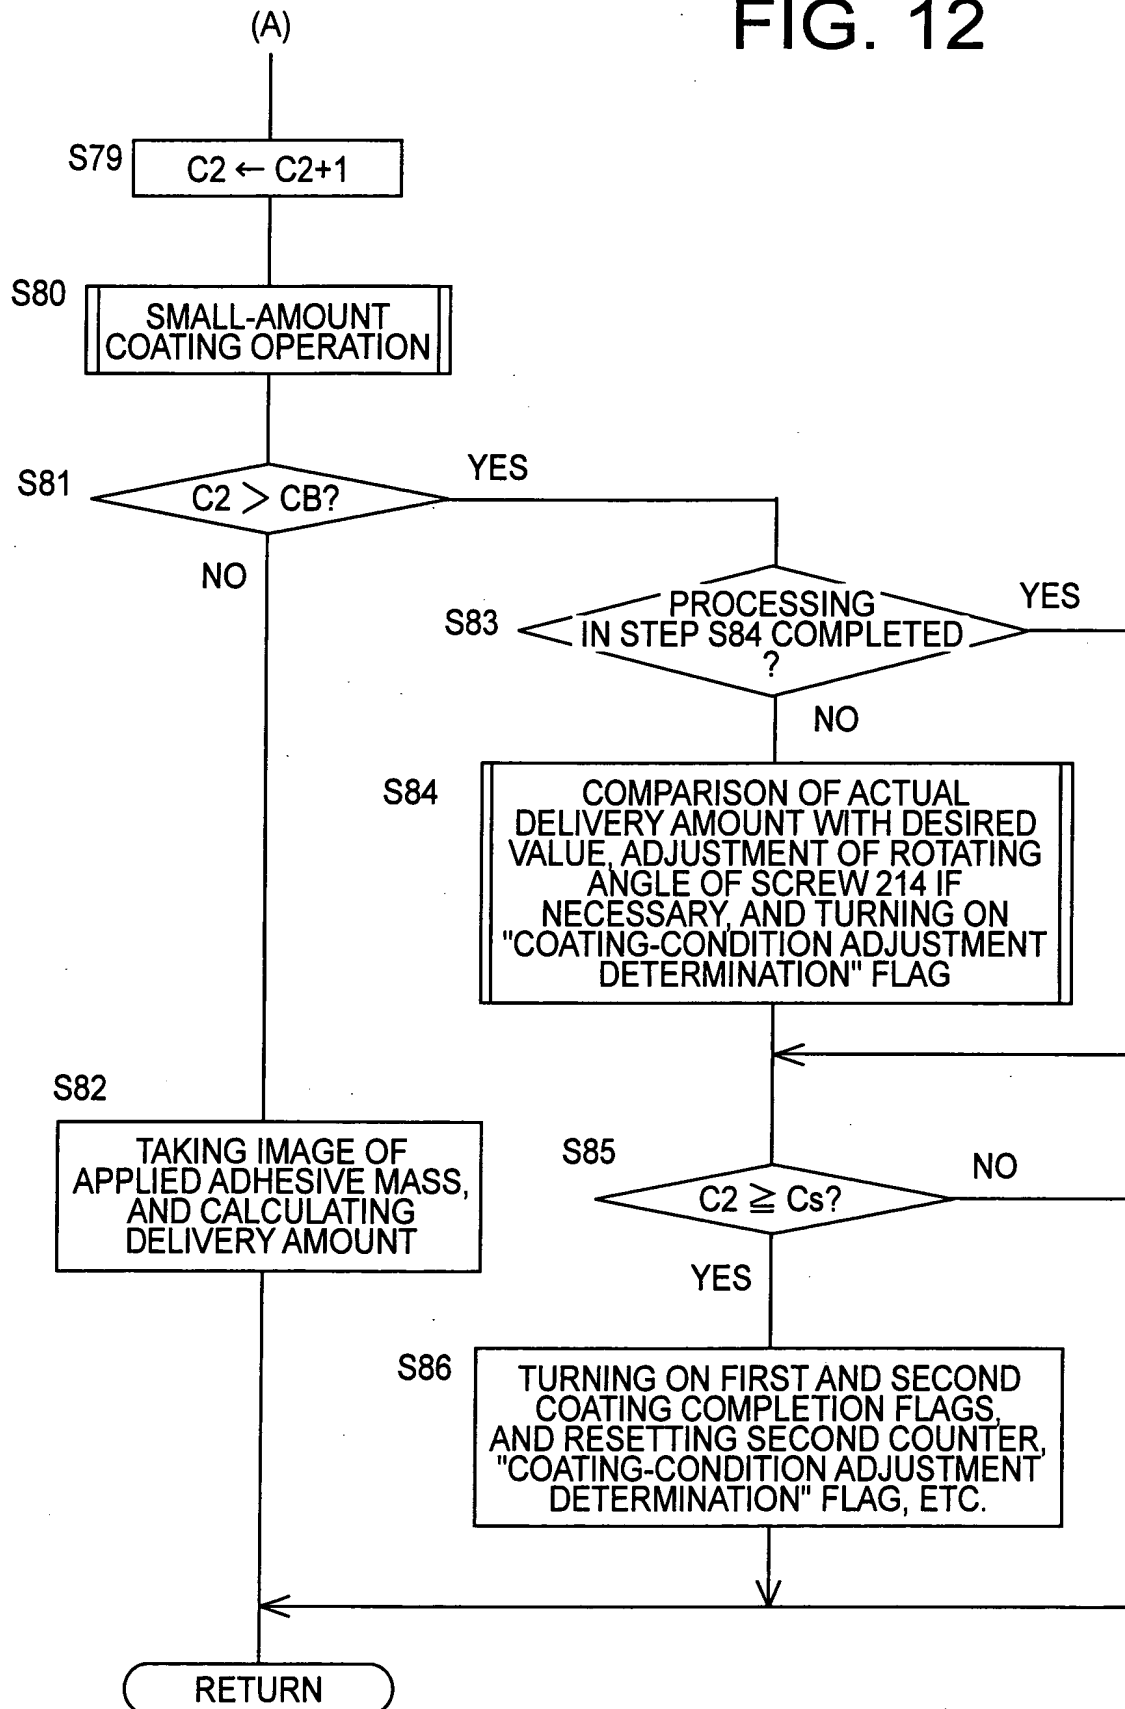 FIG. 12
(A)
S79
C2 ← C2+1
S80
SMALL-AMOUNT
COATING OPERATION
S81
C2 > CB?
YES
NO
S83
PROCESSING
IN STEP S84 COMPLETED
?
YES
NO
S84
COMPARISON OF ACTUAL
DELIVERY AMOUNT WITH DESIRED
VALUE, ADJUSTMENT OF ROTATING
ANGLE OF SCREW 214 IF
NECESSARY, AND TURNING ON
"COATING-CONDITION ADJUSTMENT
DETERMINATION" FLAG
S82
TAKING IMAGE OF
APPLIED ADHESIVE MASS,
AND CALCULATING
DELIVERY AMOUNT
S85
C2 ≧ Cs?
NO
YES
S86
TURNING ON FIRST AND SECOND
COATING COMPLETION FLAGS,
AND RESETTING SECOND COUNTER,
"COATING-CONDITION ADJUSTMENT
DETERMINATION" FLAG, ETC.
RETURN